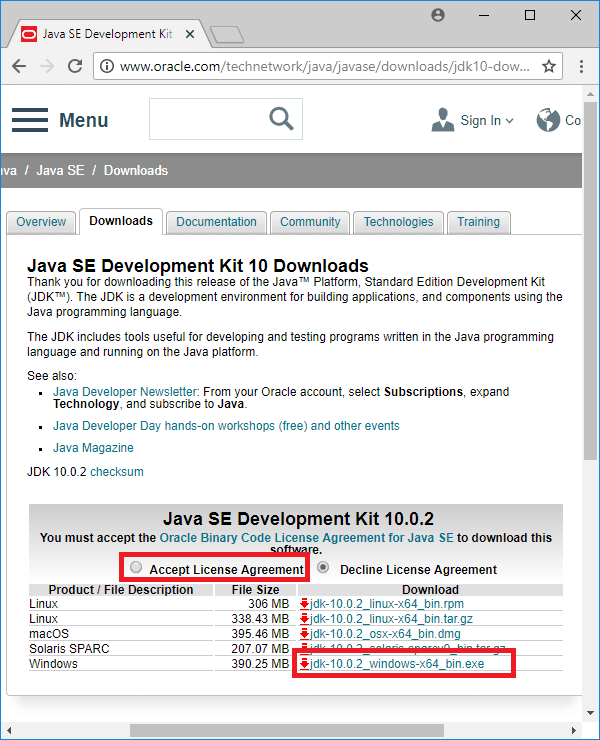 Java SE Development Kit
www.oracle.com/technetwork/java/javase/downloads/jdk10-dow...
Menu
Sign In
Co
ava / Java SE / Downloads
Overview Downloads Documentation Community Technologies Training
Java SE Development Kit 10 Downloads
Thank you for downloading this release of the Java™ Platform, Standard Edition Development Kit
(JDK™). The JDK is a development environment for building applications, and components using the
Java programming language.
The JDK includes tools useful for developing and testing programs written in the Java programming
language and running on the Java platform.
See also:
Java Developer Newsletter: From your Oracle account, select Subscriptions, expand
Technology, and subscribe to Java.
Java Developer Day hands-on workshops (free) and other events
Java Magazine
JDK 10.0.2 checksum
Java SE Development Kit 10.0.2
You must accept the Oracle Binary Code License Agreement for Java SE to download this
software.
Accept License Agreement Decline License Agreement
Product / File Description File Size Download
Linux 306 MB jdk-10.0.2_linux-x64_bin.rpm
Linux 338.43 MB jdk-10.0.2_linux-x64_bin.tar.gz
macOS 395.46 MB jdk-10.0.2_osx-x64_bin.dmg
Solaris SPARC 207.07 MB jdk-10.0.2_solaris-sparcv9_bin.tar.gz
Windows 390.25 MB jdk-10.0.2_windows-x64_bin.exe